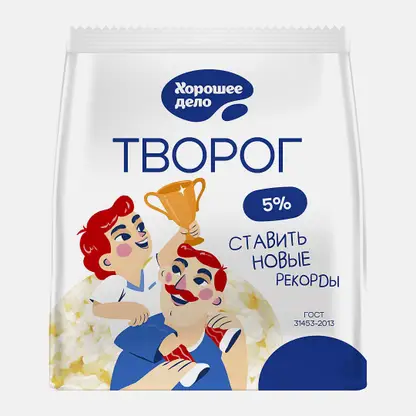 Хорошее
дело
ТВОРОГ
5%
СТАВИТЬ
НОВЫЕ
РЕКОРДЫ
ГОСТ
31453-2013